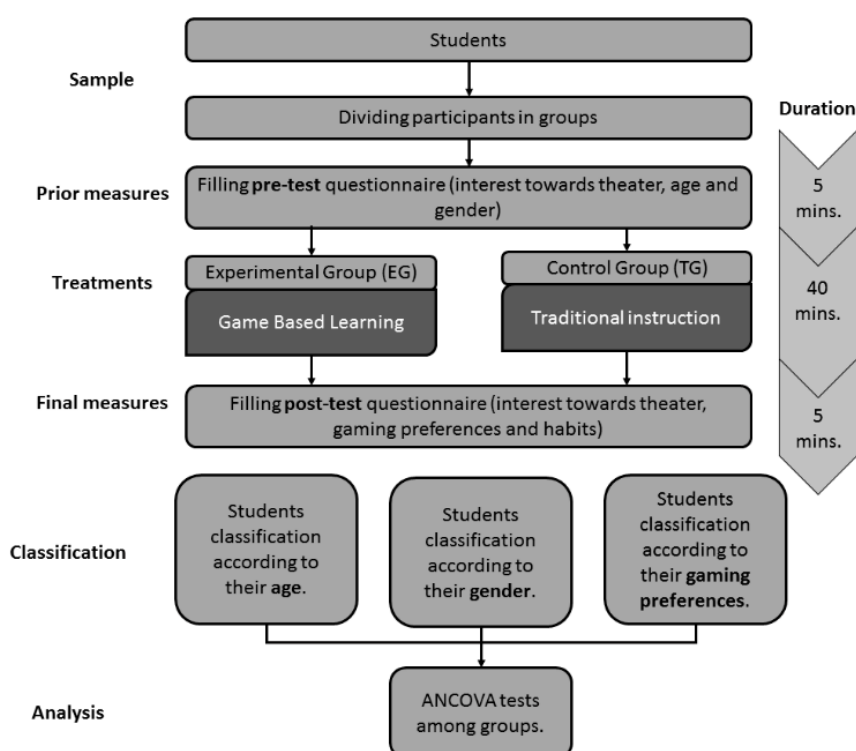 Students
Sample
Dividing participants in groups
Duration
Prior measures
Filling pre-test questionnaire (interest towards theater, age and
gender)
5
mins.
Treatments
Experimental Group (EG)
Control Group (TG)
Game Based Learning
Traditional instruction
40
mins.
Final measures
Filling post-test questionnaire (interest towards theater,
gaming preferences and habits)
5
mins.
Classification
Students
classification
according to
their age.
Students
classification
according to
their gender.
Students
classification
according to
their gaming
preferences.
Analysis
ANCOVA tests
among groups.